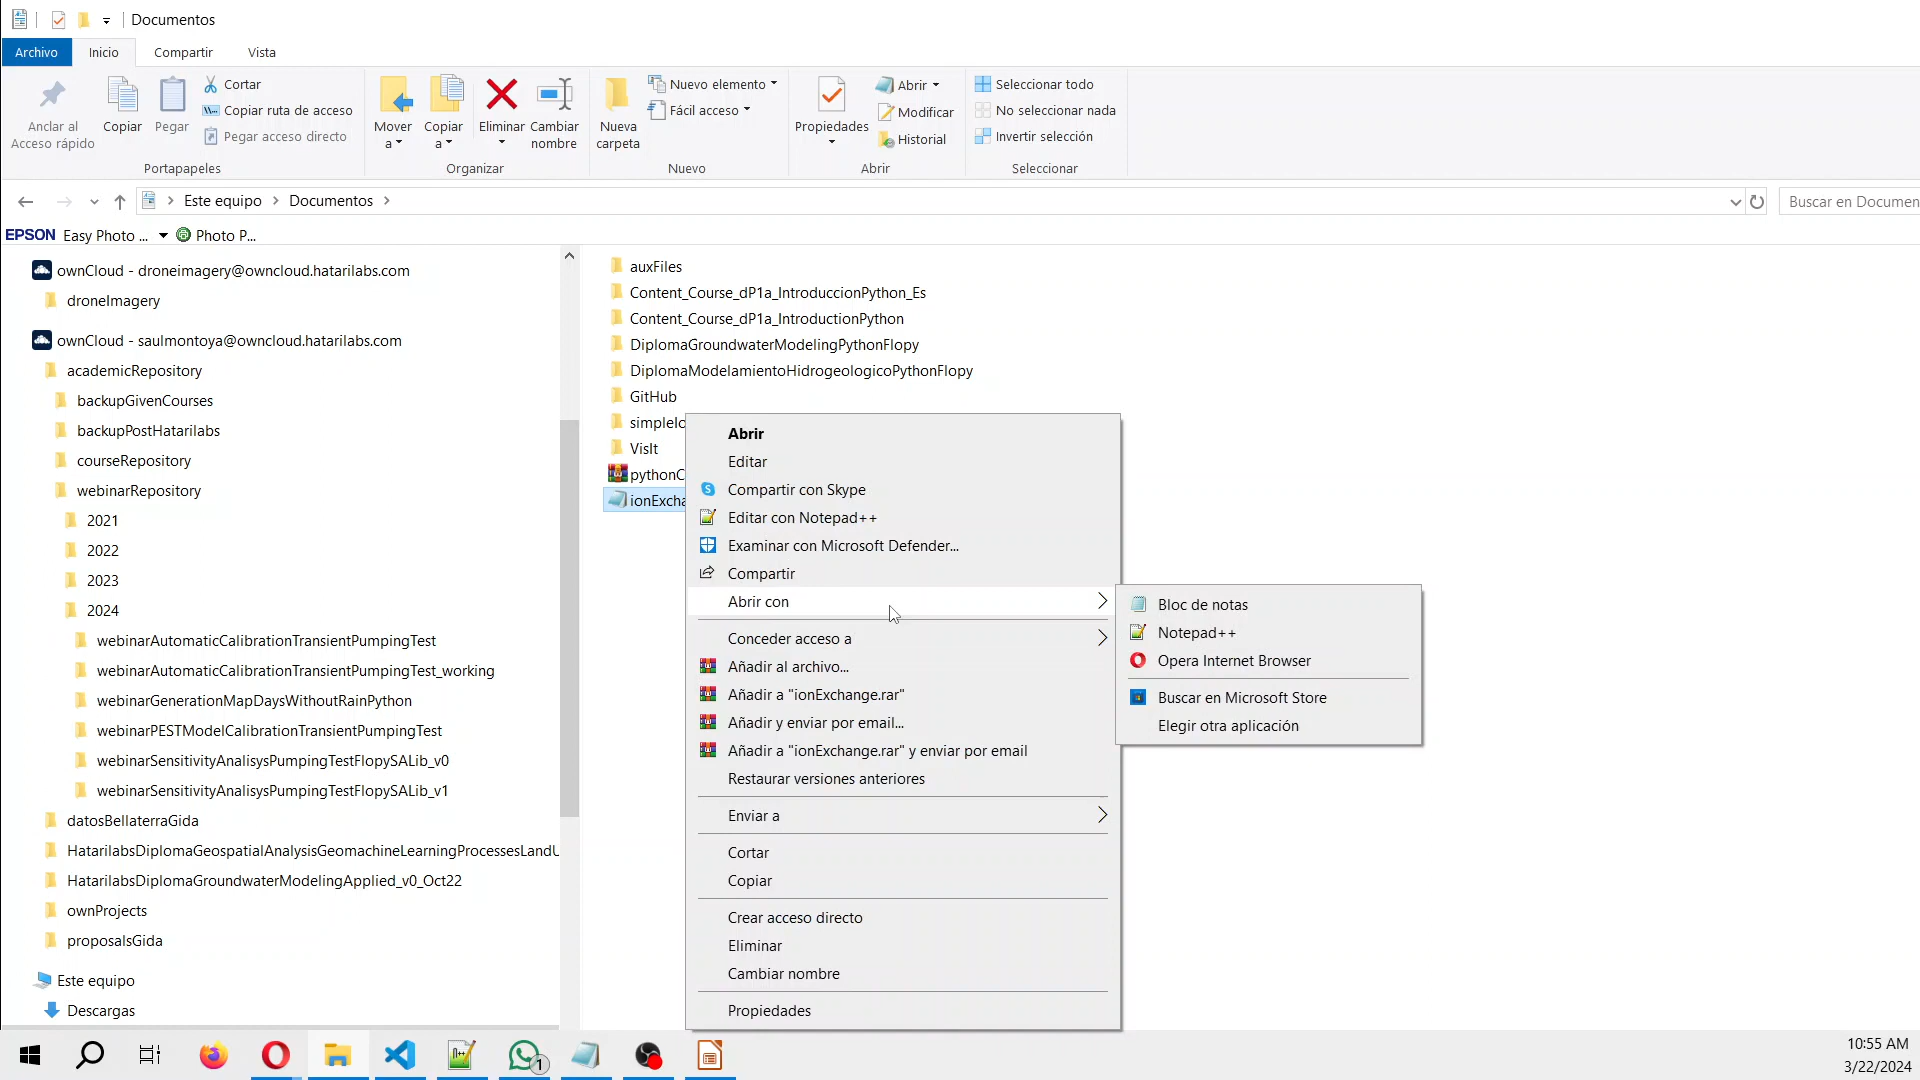 Documentos
Archivo
Inicio
Compartir
Vista
Anclar al
Acceso rápido
Copiar
Pegar
Cortar
Copiar ruta de acceso
Pegar acceso directo
Portapapeles
Mover
a
Copiar
a
Eliminar
Cambiar
nombre
Organizar
Nueva
carpeta
Nuevo elemento
Fácil acceso
Nuevo
Propiedades
Abrir
Modificar
Historial
Abrir
Seleccionar todo
No seleccionar nada
Invertir selección
Seleccionar
Este equipo
Documentos
Buscar en Documen
EPSON Easy Photo ...
Photo P...
ownCloud - droneimagery@owncloud.hatarilabs.com
droneImagery
ownCloud - saulmontoya@owncloud.hatarilabs.com
academicRepository
backupGivenCourses
backupPostHatarilabs
courseRepository
webinarRepository
2021
2022
2023
2024
webinarAutomaticCalibrationTransientPumpingTest
webinarAutomaticCalibrationTransientPumpingTest_working
webinarGenerationMapDaysWithoutRainPython
webinarPESTModelCalibrationTransientPumpingTest
webinarSensitivityAnalisysPumpingTestFlopySALib_v0
webinarSensitivityAnalisysPumpingTestFlopySALib_v1
datosBellaterraGida
HatarilabsDiplomaGeospatialAnalysisGeomachineLearningProcessesLandU
HatarilabsDiplomaGroundwaterModelingApplied_v0_Oct22
ownProjects
proposalsGida
Este equipo
Descargas
auxFiles
Content_Course_dP1a_IntroduccionPython_Es
Content_Course_dP1a_IntroductionPython
DiplomaGroundwaterModelingPythonFlopy
DiplomaModelamientoHidrogeologicoPythonFlopy
GitHub
simpleIo
VisIt
pythonC
ionExcha
Abrir
Editar
Compartir con Skype
Editar con Notepad++
Examinar con Microsoft Defender...
Compartir
Abrir con
Conceder acceso a
Añadir al archivo...
Añadir a "ionExchange.rar"
Añadir y enviar por email...
Añadir a "ionExchange.rar" y enviar por email
Restaurar versiones anteriores
Enviar a
Cortar
Copiar
Crear acceso directo
Eliminar
Cambiar nombre
Propiedades
Bloc de notas
Notepad++
Opera Internet Browser
Buscar en Microsoft Store
Elegir otra aplicación
1
10:55 AM
3/22/2024